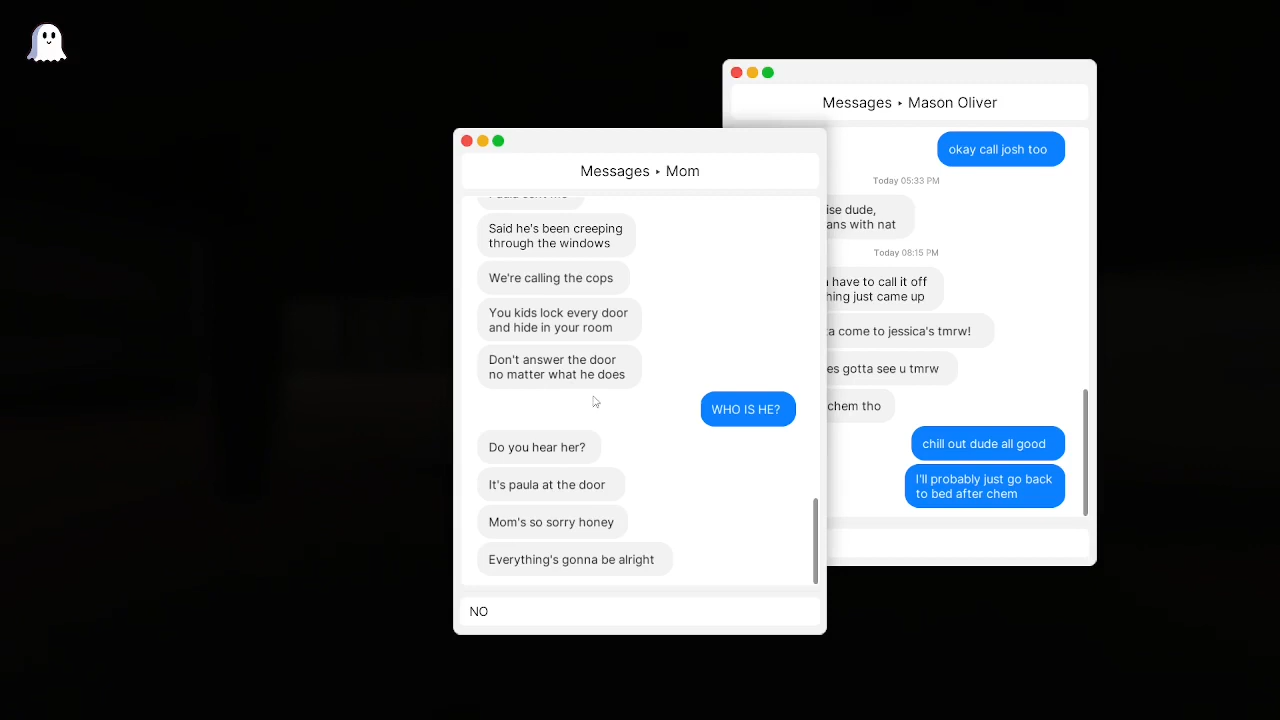 Messages ‣ Mason Oliver
okay call josh too
Today 05:33 PM
ise dude,
ans with nat
Today 08:15 PM
have to call it off
hing just came up
a come to jessica's tmrw!
es gotta see u tmrw
chem tho
chill out dude all good
I'll probably just go back
to bed after chem
Messages ‣ Mom
Said he's been creeping
through the windows
We're calling the cops
You kids lock every door
and hide in your room
Don't answer the door
no matter what he does
WHO IS HE?
Do you hear her?
It's paula at the door
Mom's so sorry honey
Everything's gonna be alright
NO